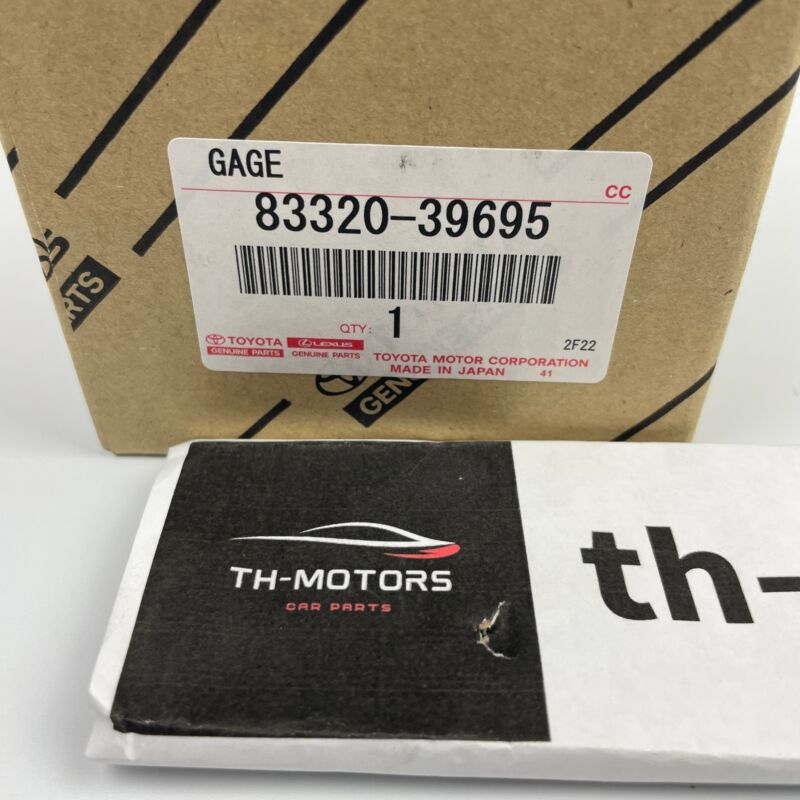 GAGE
CC
83320-39695
QTY: 1
2F22
TOYOTA
GENUINE PARTS
LEXUS
GENUINE PARTS
TOYOTA MOTOR CORPORATION
MADE IN JAPAN 41
RTS
GEN
TH-MOTORS
CAR PARTS
th-